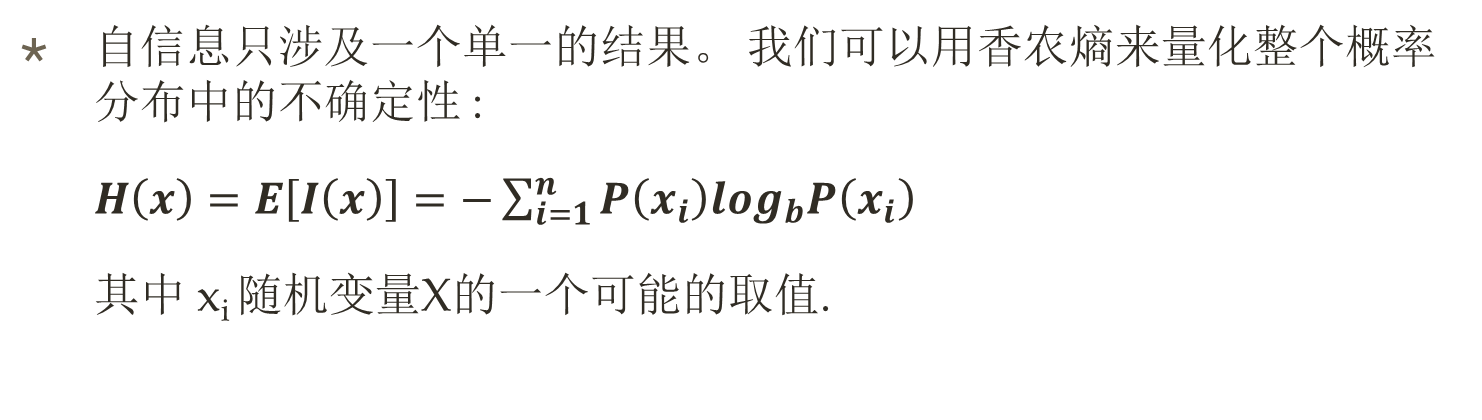 * 自信息只涉及一个单一的结果。我们可以用香农熵来量化整个概率
分布中的不确定性:
H(x) = E[I(x)] = −∑ⁿᵢ₌₁ P(xᵢ)log_b P(xᵢ)
其中 xᵢ 随机变量X的一个可能的取值.